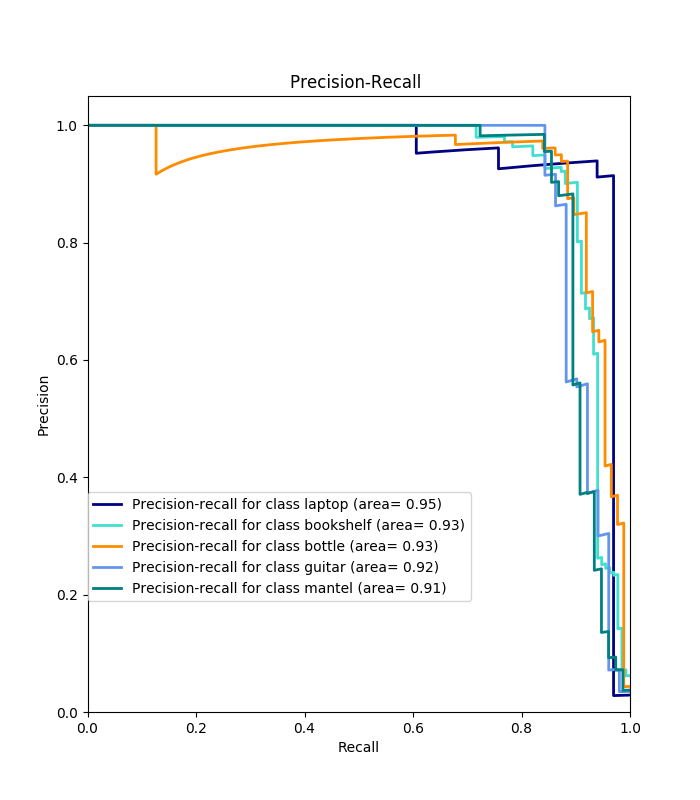 Precision-Recall
1.0
0.8
0.6
0.4
0.2
0.0
Precision
Precision-recall for class laptop (area= 0.95)
Precision-recall for class bookshelf (area= 0.93)
Precision-recall for class bottle (area= 0.93)
Precision-recall for class guitar (area= 0.92)
Precision-recall for class mantel (area= 0.91)
0.0 0.2 0.4 0.6 0.8 1.0
Recall